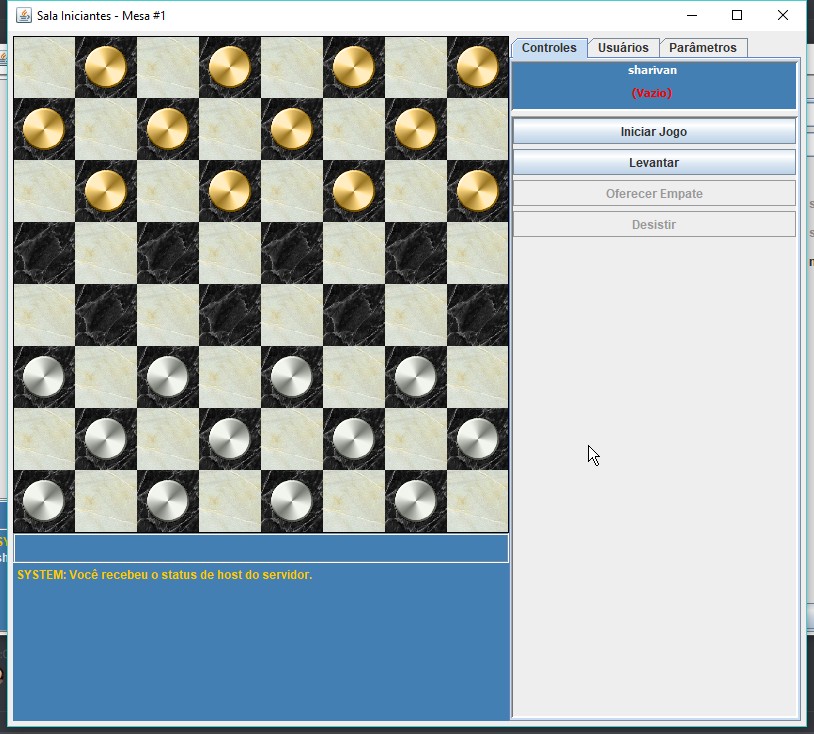 Sala Iniciantes - Mesa #1
Controles Usuários Parâmetros
sharivan
(Vazio)
Iniciar Jogo
Levantar
Oferecer Empate
Desistir
SYSTEM: Você recebeu o status de host do servidor.